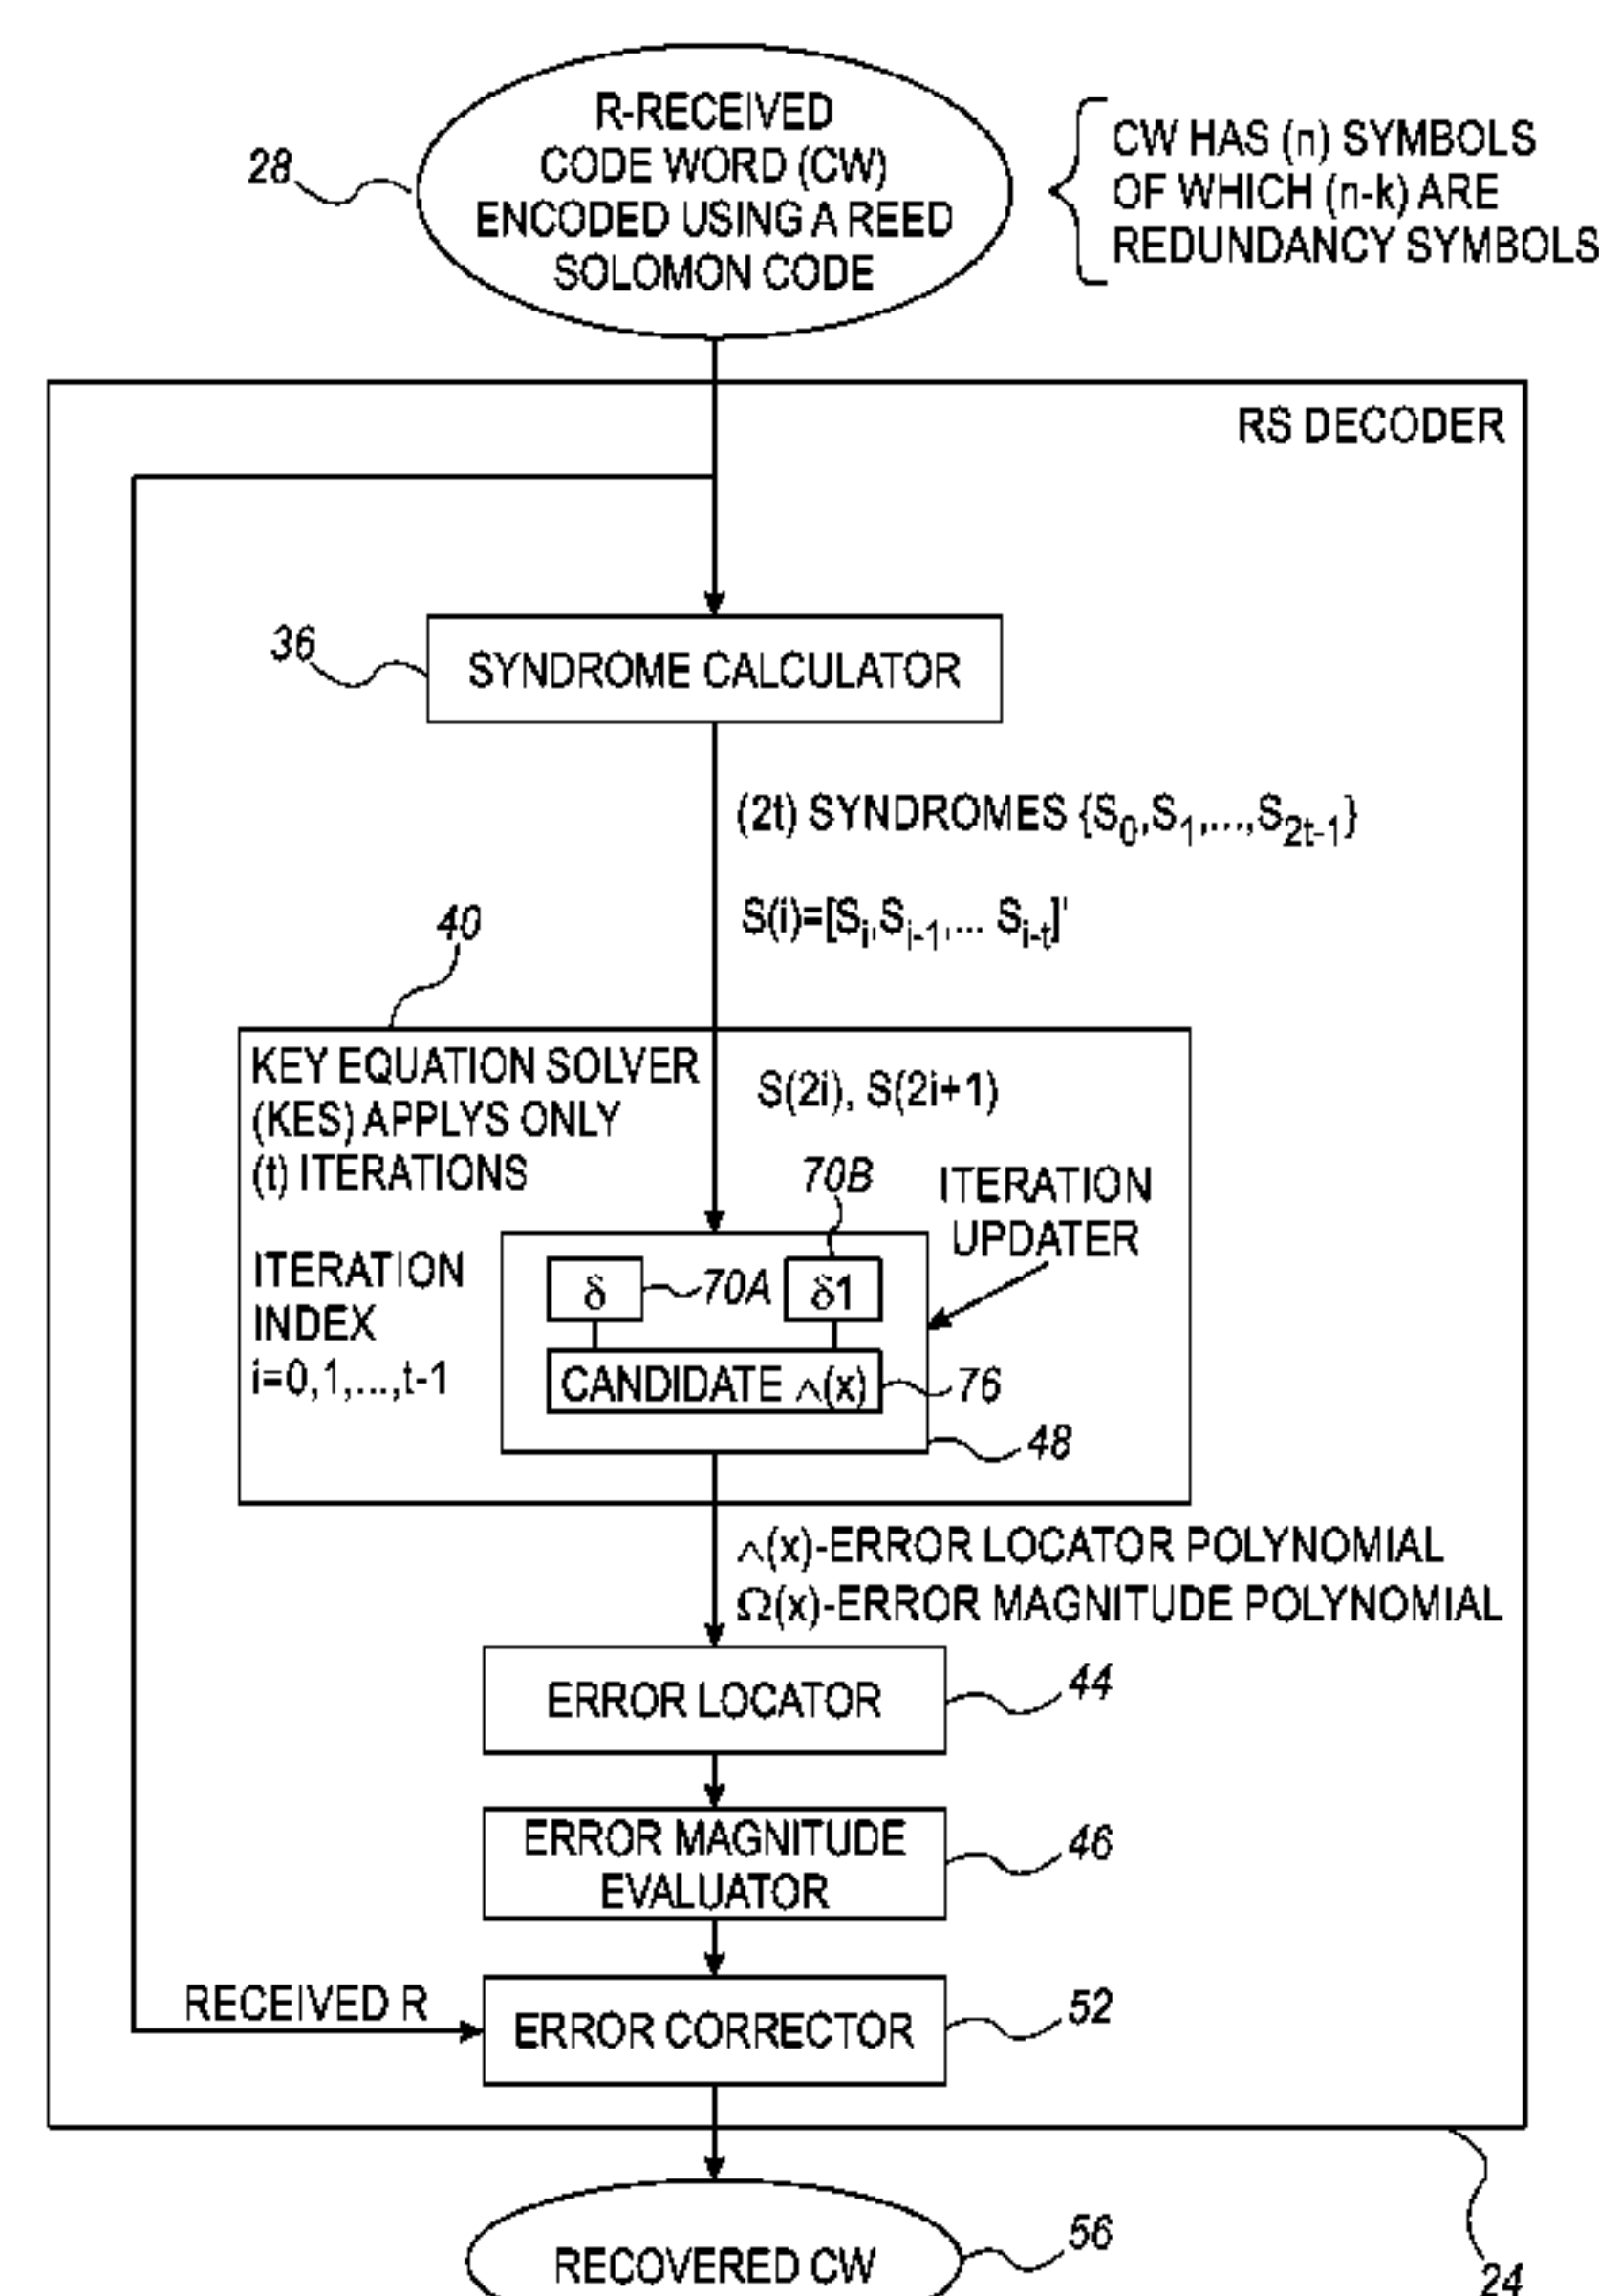 R-RECEIVED
CODE WORD (CW)
ENCODED USING A REED
SOLOMON CODE
28
CW HAS (n) SYMBOLS
OF WHICH (n-k) ARE
REDUNDANCY SYMBOLS
RS DECODER
36
SYNDROME CALCULATOR
(2t) SYNDROMES {S0,S1,...,S2t-1}
S(i)=[Si,Si-1,... Si-t]'
40
KEY EQUATION SOLVER
(KES) APPLYS ONLY
(t) ITERATIONS
S(2i), S(2i+1)
ITERATION
INDEX
i=0,1,...,t-1
70B
ITERATION
UPDATER
δ
70A
δ1
CANDIDATE ∧(x)
76
48
∧(x)-ERROR LOCATOR POLYNOMIAL
Ω(x)-ERROR MAGNITUDE POLYNOMIAL
ERROR LOCATOR
44
ERROR MAGNITUDE
EVALUATOR
46
RECEIVED R
ERROR CORRECTOR
52
RECOVERED CW
56
24